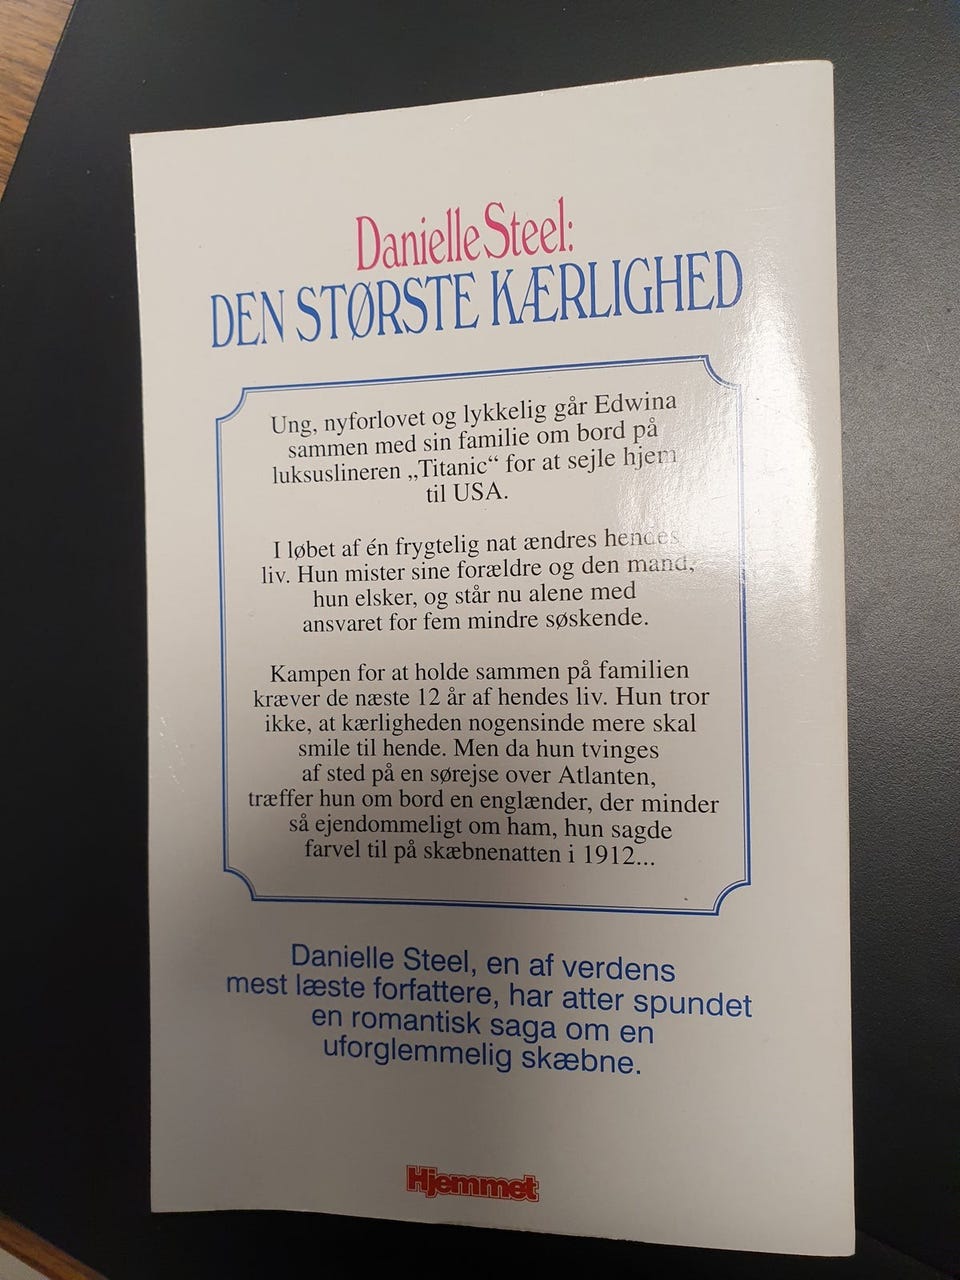 Danielle Steel:
DEN STØRSTE KÆRLIGHED
Ung, nyforlovet og lykkelig går Edwina
sammen med sin familie om bord på
luksuslineren „Titanic“ for at sejle hjem
til USA.
I løbet af én frygtelig nat ændres hendes
liv. Hun mister sine forældre og den mand,
hun elsker, og står nu alene med
ansvaret for fem mindre søskende.
Kampen for at holde sammen på familien
kræver de næste 12 år af hendes liv. Hun tror
ikke, at kærligheden nogensinde mere skal
smile til hende. Men da hun tvinges
af sted på en sørejse over Atlanten,
træffer hun om bord en englænder, der minder
så ejendommeligt om ham, hun sagde
farvel til på skæbnenatten i 1912...
Danielle Steel, en af verdens
mest læste forfattere, har atter spundet
en romantisk saga om en
uforglemmelig skæbne.
Hjemmet